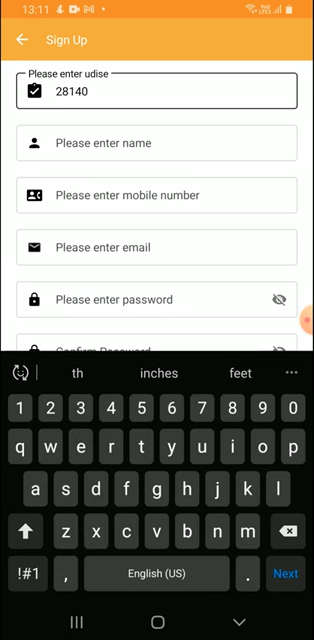 13:11
Sign Up
Please enter udise
28140
Please enter name
Please enter mobile number
Please enter email
Please enter password
Confirm Password
th inches feet
1 2 3 4 5 6 7 8 9 0
q w e r t y u i o p
a s d f g h j k l
z x c v b n m
!#1 , English (US) . Next